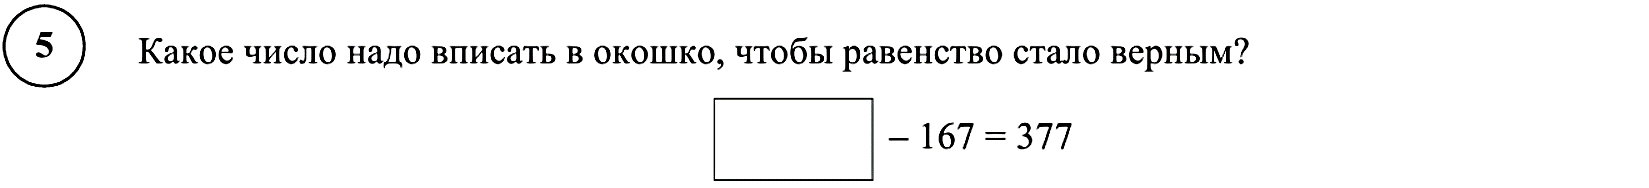 5 Какое число надо вписать в окошко, чтобы равенство стало верным?
– 167 = 377